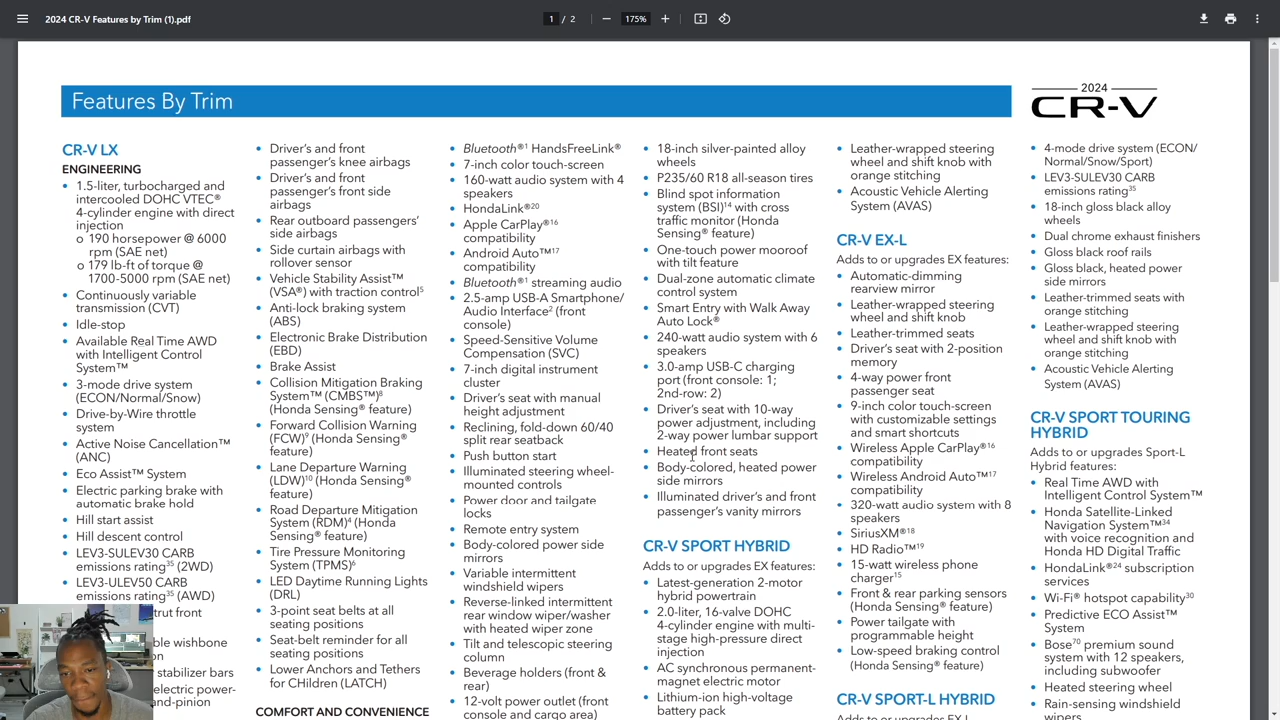 2024 CR-V Features by Trim (1).pdf
1 / 2
175%
Features By Trim
2024
CR-V
CR-V LX
ENGINEERING
• 1.5-liter, turbocharged and
intercooled DOHC VTEC®
4-cylinder engine with direct
injection
o 190 horsepower @ 6000
rpm (SAE net)
o 179 lb-ft of torque @
1700-5000 rpm (SAE net)
• Continuously variable
transmission (CVT)
• Idle-stop
• Available Real Time AWD
with Intelligent Control
System™
• 3-mode drive system
(ECON/Normal/Snow)
• Drive-by-Wire throttle
system
• Active Noise Cancellation™
(ANC)
• Eco Assist™ System
• Electric parking brake with
automatic brake hold
• Hill start assist
• Hill descent control
• LEV3-SULEV30 CARB
emissions rating³⁵ (2WD)
• LEV3-ULEV50 CARB
emissions rating³⁵ (AWD)
trut front
ble wishbone
stabilizer bars
electric power-
and-pinion
• Driver's and front
passenger's knee airbags
• Driver's and front
passenger's front side
airbags
• Rear outboard passengers'
side airbags
• Side curtain airbags with
rollover sensor
• Vehicle Stability Assist™
(VSA®) with traction control⁵
• Anti-lock braking system
(ABS)
• Electronic Brake Distribution
(EBD)
• Brake Assist
• Collision Mitigation Braking
System™ (CMBS™)⁸
(Honda Sensing® feature)
• Forward Collision Warning
(FCW)⁹ (Honda Sensing®
feature)
• Lane Departure Warning
(LDW)¹⁰ (Honda Sensing®
feature)
• Road Departure Mitigation
System (RDM)⁴ (Honda
Sensing® feature)
• Tire Pressure Monitoring
System (TPMS)⁶
• LED Daytime Running Lights
(DRL)
• 3-point seat belts at all
seating positions
• Seat-belt reminder for all
seating positions
• Lower Anchors and Tethers
for CHildren (LATCH)
COMFORT AND CONVENIENCE
• Bluetooth®¹ HandsFreeLink®
• 7-inch color touch-screen
• 160-watt audio system with 4
speakers
• HondaLink®²⁰
• Apple CarPlay®¹⁶
compatibility
• Android Auto™¹⁷
compatibility
• Bluetooth®¹ streaming audio
• 2.5-amp USB-A Smartphone/
Audio Interface² (front
console)
• Speed-Sensitive Volume
Compensation (SVC)
• 7-inch digital instrument
cluster
• Driver's seat with manual
height adjustment
• Reclining, fold-down 60/40
split rear seatback
• Push button start
• Illuminated steering wheel-
mounted controls
• Power door and tailgate
locks
• Remote entry system
• Body-colored power side
mirrors
• Variable intermittent
windshield wipers
• Reverse-linked intermittent
rear window wiper/washer
with heated wiper zone
• Tilt and telescopic steering
column
• Beverage holders (front &
rear)
• 12-volt power outlet (front
console and cargo area)
• 18-inch silver-painted alloy
wheels
• P235/60 R18 all-season tires
• Blind spot information
system (BSI)¹⁴ with cross
traffic monitor (Honda
Sensing® feature)
• One-touch power moonroof
with tilt feature
• Dual-zone automatic climate
control system
• Smart Entry with Walk Away
Auto Lock®
• 240-watt audio system with 6
speakers
• 3.0-amp USB-C charging
port (front console: 1;
2nd-row: 2)
• Driver's seat with 10-way
power adjustment, including
2-way power lumbar support
• Heated front seats
• Body-colored, heated power
side mirrors
• Illuminated driver's and front
passenger's vanity mirrors
CR-V SPORT HYBRID
Adds to or upgrades EX features:
• Latest-generation 2-motor
hybrid powertrain
• 2.0-liter, 16-valve DOHC
4-cylinder engine with multi-
stage high-pressure direct
injection
• AC synchronous permanent-
magnet electric motor
• Lithium-ion high-voltage
battery pack
• Leather-wrapped steering
wheel and shift knob with
orange stitching
• Acoustic Vehicle Alerting
System (AVAS)
CR-V EX-L
Adds to or upgrades EX features:
• Automatic-dimming
rearview mirror
• Leather-wrapped steering
wheel and shift knob
• Leather-trimmed seats
• Driver's seat with 2-position
memory
• 4-way power front
passenger seat
• 9-inch color touch-screen
with customizable settings
and smart shortcuts
• Wireless Apple CarPlay®¹⁶
compatibility
• Wireless Android Auto™¹⁷
compatibility
• 320-watt audio system with 8
speakers
• SiriusXM®¹⁸
• HD Radio™¹⁹
• 15-watt wireless phone
charger¹⁵
• Front & rear parking sensors
(Honda Sensing® feature)
• Power tailgate with
programmable height
• Low-speed braking control
(Honda Sensing® feature)
CR-V SPORT-L HYBRID
• 4-mode drive system (ECON/
Normal/Snow/Sport)
• LEV3-SULEV30 CARB
emissions rating³⁵
• 18-inch gloss black alloy
wheels
• Dual chrome exhaust finishers
• Gloss black roof rails
• Gloss black, heated power
side mirrors
• Leather-trimmed seats with
orange stitching
• Leather-wrapped steering
wheel and shift knob with
orange stitching
• Acoustic Vehicle Alerting
System (AVAS)
CR-V SPORT TOURING
HYBRID
Adds to or upgrades Sport-L
Hybrid features:
• Real Time AWD with
Intelligent Control System™
• Honda Satellite-Linked
Navigation System™³⁴
with voice recognition and
Honda HD Digital Traffic
• HondaLink®²⁴ subscription
services
• Wi-Fi® hotspot capability³⁰
• Predictive ECO Assist™
System
• Bose⁷⁰ premium sound
system with 12 speakers,
including subwoofer
• Heated steering wheel
• Rain-sensing windshield
wipers